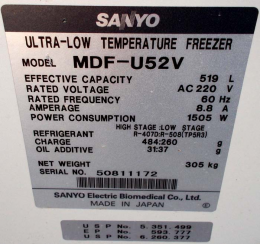 SANYO
ULTRA-LOW TEMPERATURE FREEZER
MODEL MDF-U52V
EFFECTIVE CAPACITY 519 L
RATED VOLTAGE AC 220 V
RATED FREQUENCY 60 Hz
AMPERAGE 8.8 A
POWER CONSUMPTION 1505 W
HIGH STAGE:LOW STAGE
REFRIGERANT R-407D:R-508(TP5R3)
CHARGE 484:260 g
OIL ADDITIVE 31:37 g
NET WEIGHT 305 kg
SERIAL NO. 50811172
SANYO Electric Biomedical Co., Ltd.
MADE IN JAPAN
U S P No. 5.351.499
E P No. 593.777
U S P No. 6.260.377